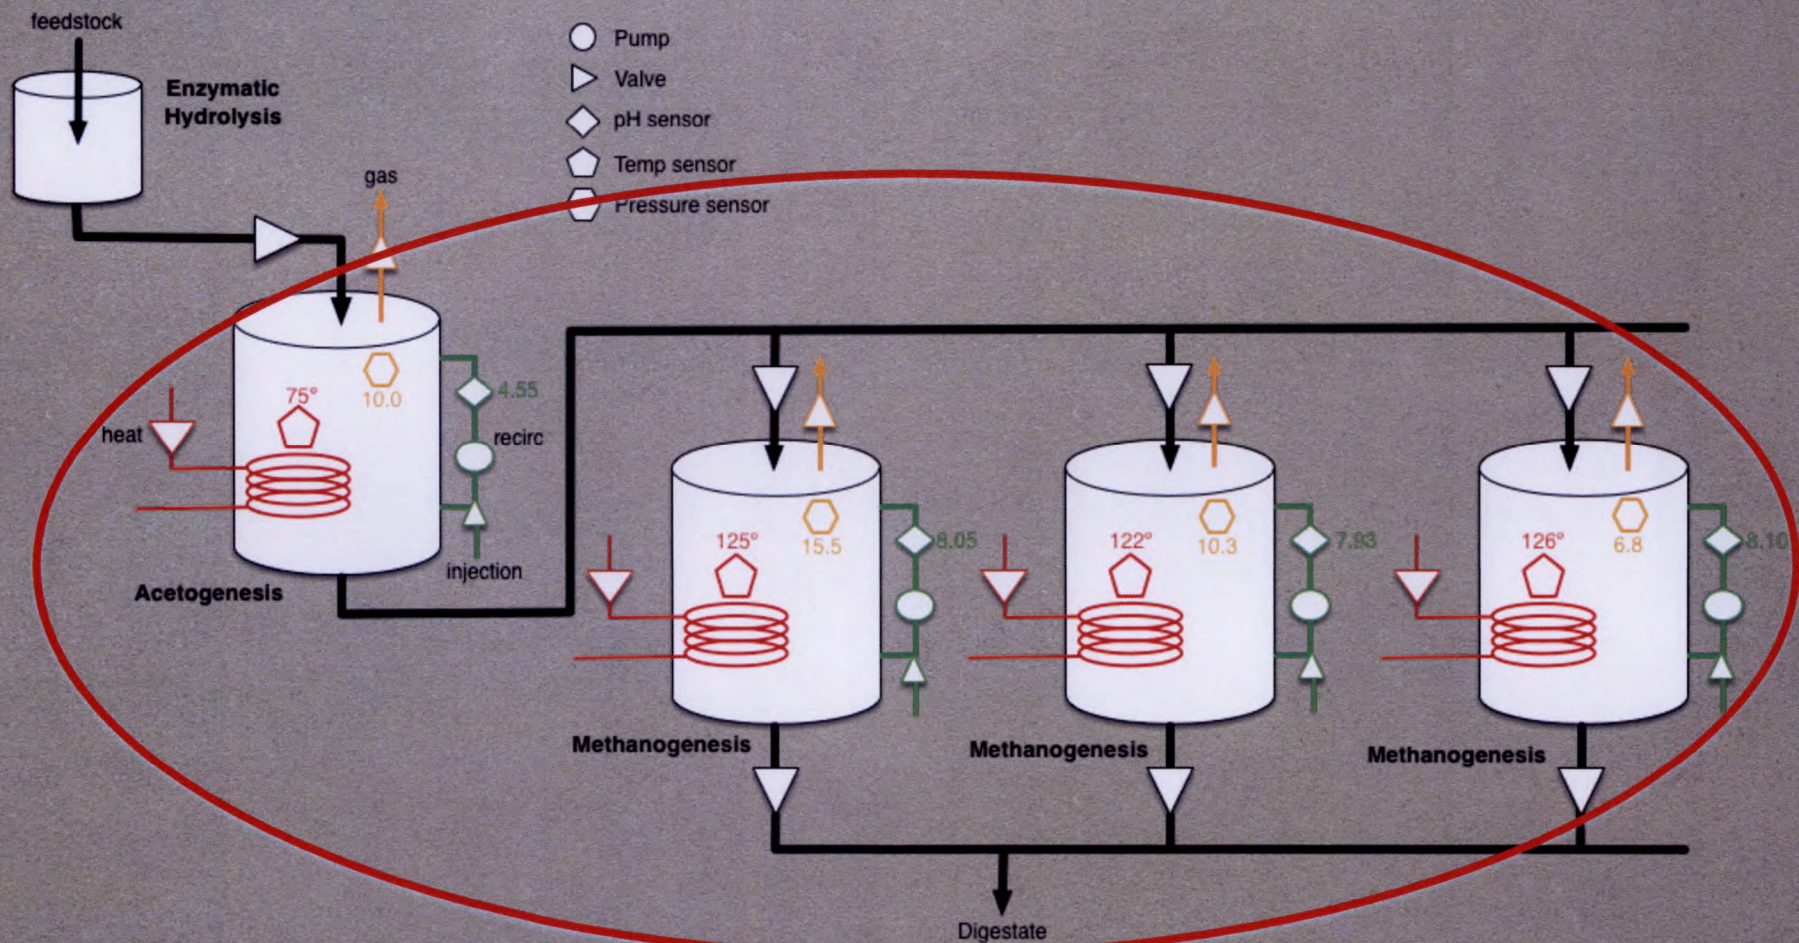 feedstock
Enzymatic
Hydrolysis
Pump
Valve
pH sensor
Temp sensor
Pressure sensor
gas
75°
10.0
4.55
heat
recirc
injection
Acetogenesis
125°
15.5
8.05
122°
10.3
7.93
126°
6.8
8.10
Methanogenesis
Methanogenesis
Methanogenesis
Digestate